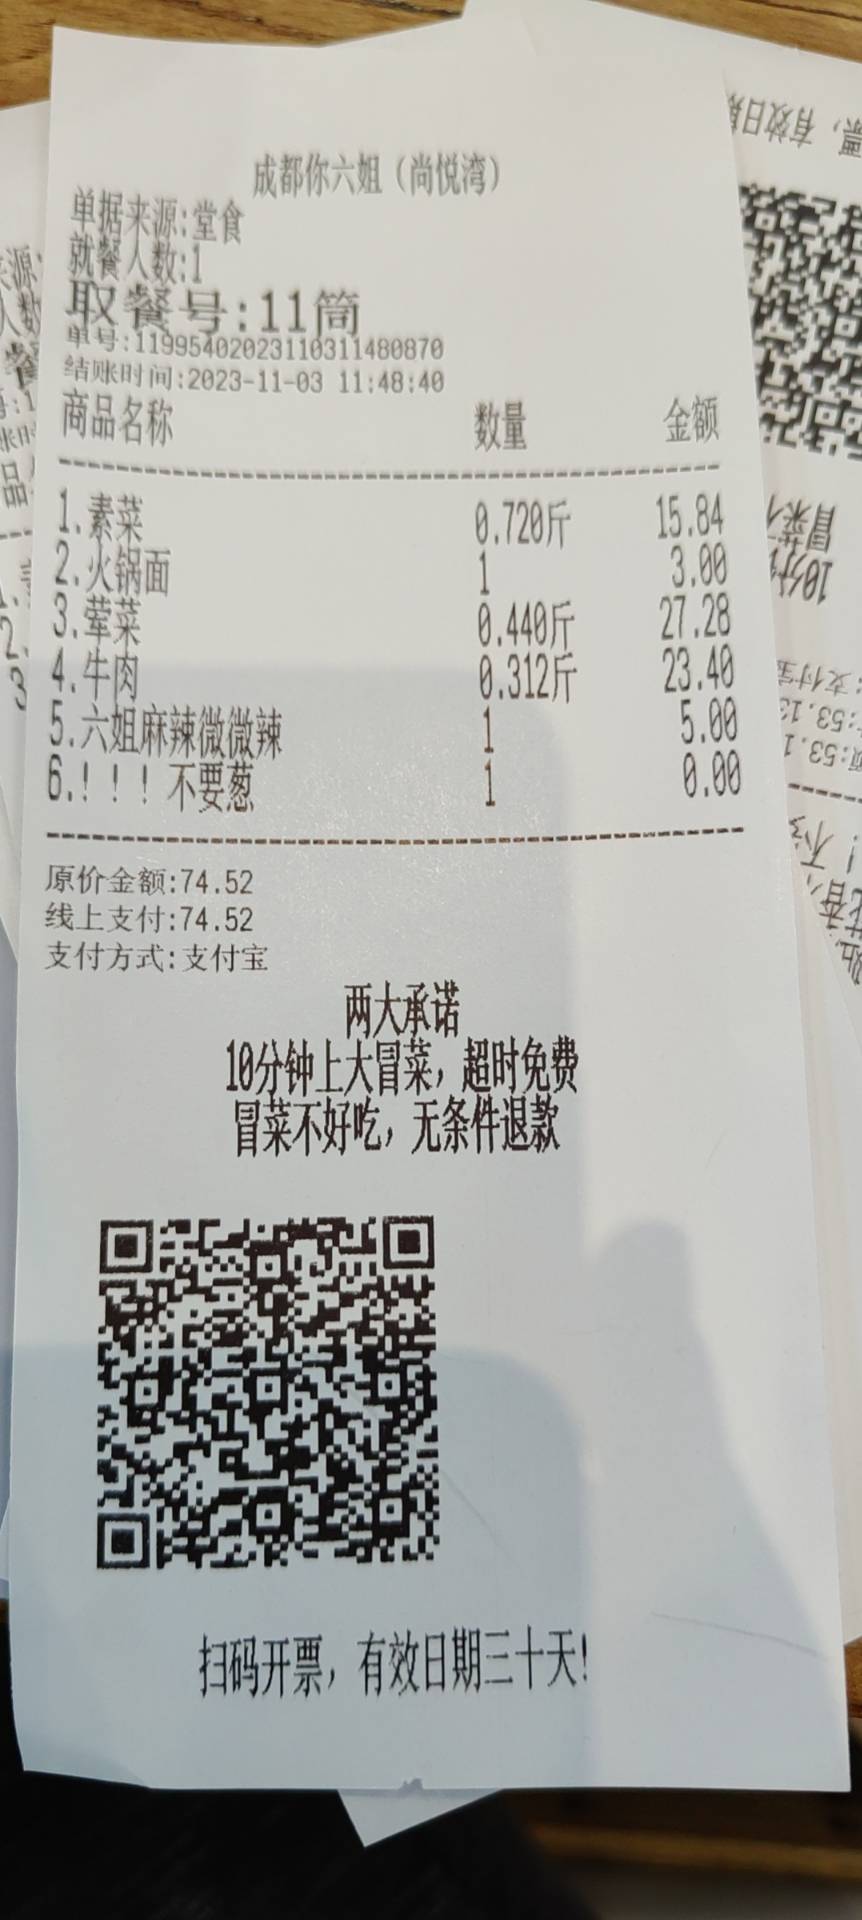 成都你六姐（尚悦湾）
单据来源:堂食
就餐人数:1
取餐号:11筒
单号:11995402023110311480870
结账时间:2023-11-03 11:48:40
商品名称 数量 金额
1.素菜 0.720斤 15.84
2.火锅面 1 3.00
3.荤菜 0.440斤 27.28
4.牛肉 0.312斤 23.40
5.六姐麻辣微微辣 1 5.00
6.！！！不要葱 1 0.00
原价金额:74.52
线上支付:74.52
支付方式:支付宝
两大承诺
10分钟上大冒菜，超时免费
冒菜不好吃，无条件退款
扫码开票，有效日期三十天!